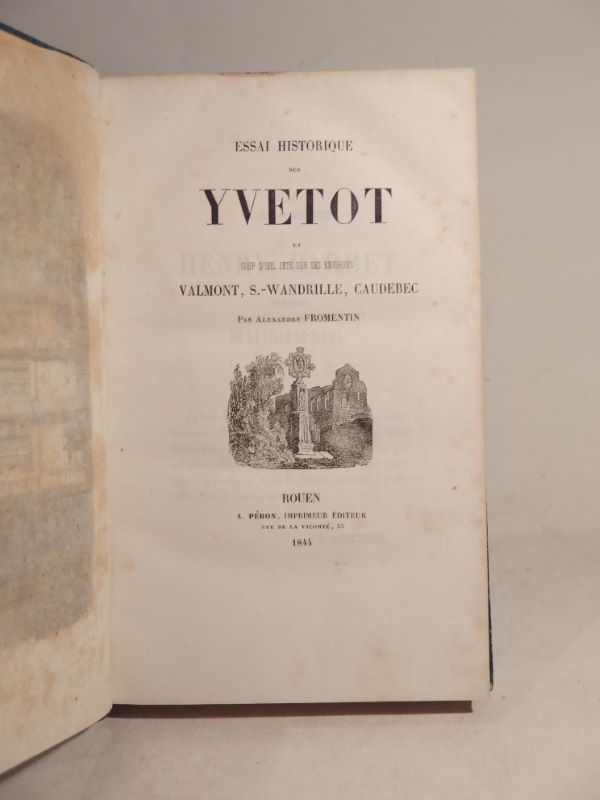 ESSAI HISTORIQUE
SUR
YVETOT
ET
COUP D'ŒIL JETÉ SUR SES ENVIRONS
VALMONT, S.-WANDRILLE, CAUDEBEC
PAR ALEXANDRE FROMENTIN
ROUEN
A. PÉRON, IMPRIMEUR ÉDITEUR
RUE DE LA VICOMTÉ, 55
1844